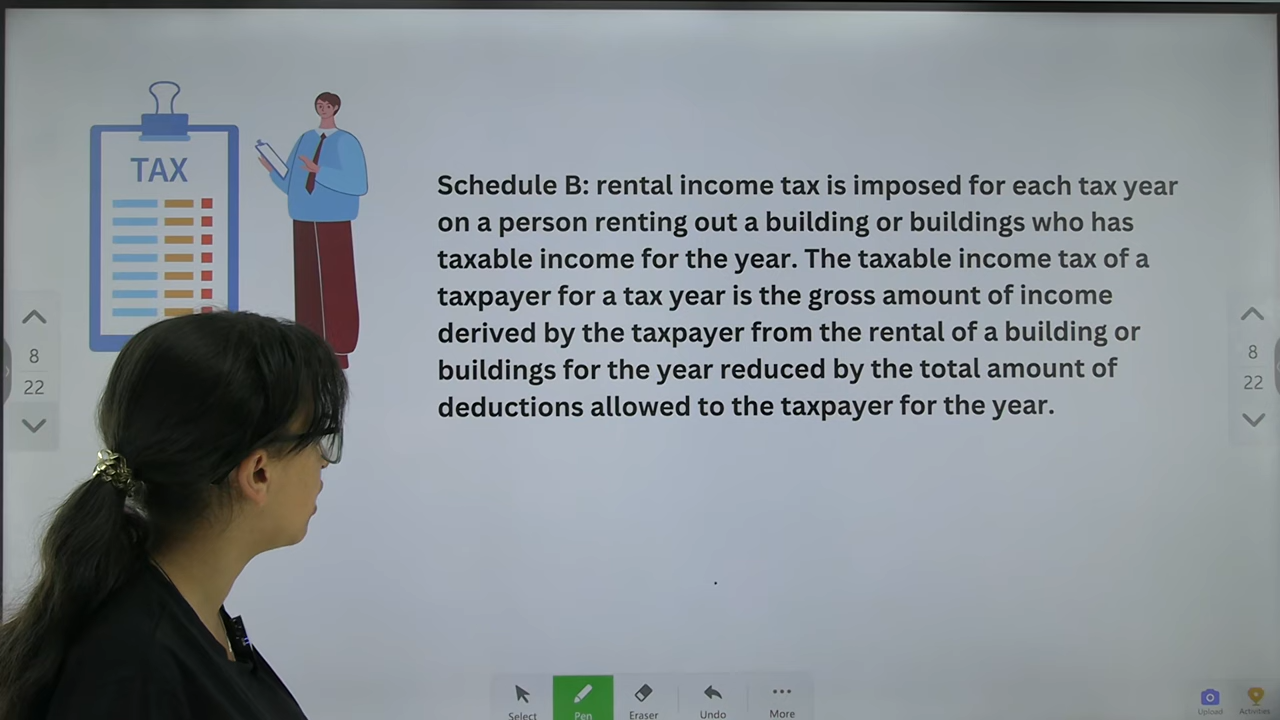 TAX
Schedule B: rental income tax is imposed for each tax year
on a person renting out a building or buildings who has
taxable income for the year. The taxable income tax of a
taxpayer for a tax year is the gross amount of income
derived by the taxpayer from the rental of a building or
buildings for the year reduced by the total amount of
deductions allowed to the taxpayer for the year.
8
22
8
22
Select
Pen
Eraser
Undo
More
Upload
Activities